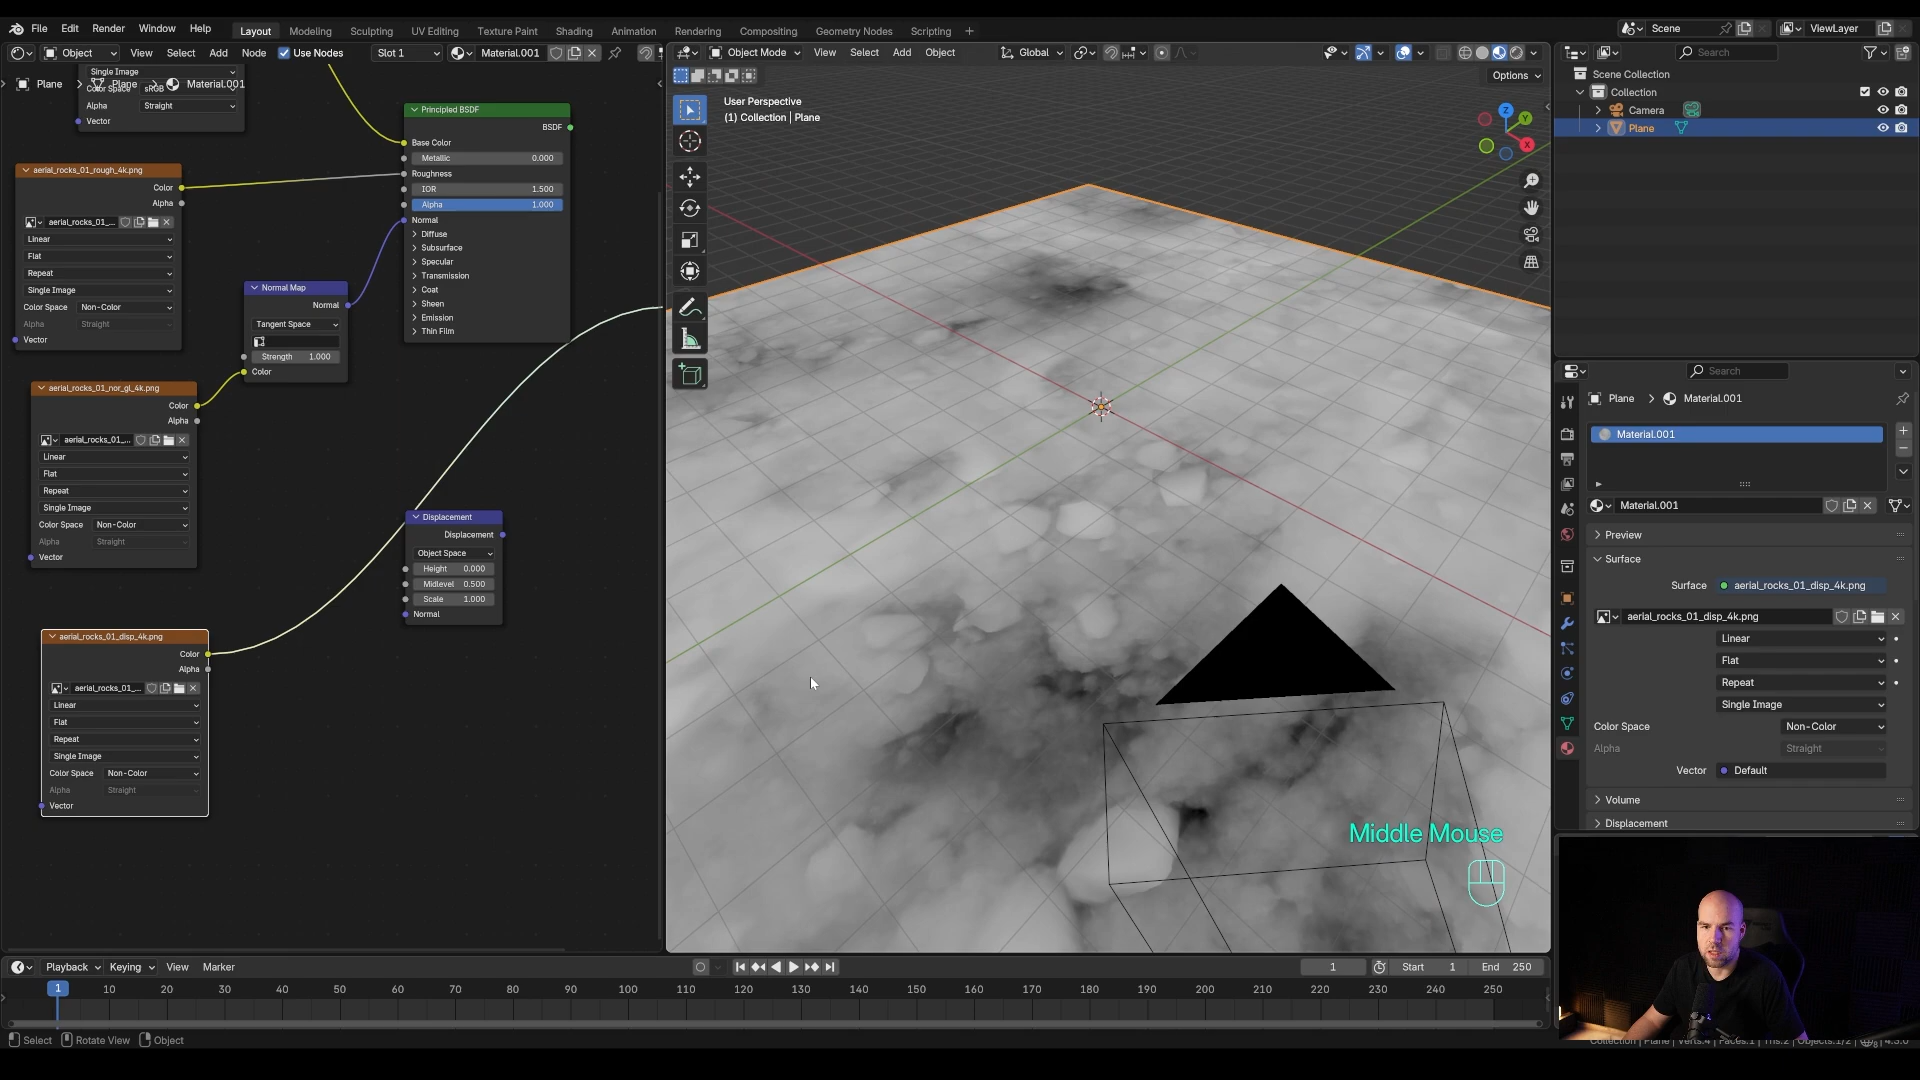 File Edit Render Window Help Layout Modeling Sculpting UV Editing Texture Paint Shading Animation Rendering Compositing Geometry Nodes Scripting + Scene ViewLayer
Object View Select Add Node Use Nodes Slot 1 Material.001
Object Mode View Select Add Object Global
Search
Options
Single Image
Plane > Plane > Material.001
Color Space sRGB
Alpha Straight
Vector
Principled BSDF
BSDF
Base Color
Metallic 0.000
Roughness
IOR 1.500
Alpha 1.000
Normal
Diffuse
Subsurface
Specular
Transmission
Coat
Sheen
Emission
Thin Film
aerial_rocks_01_rough_4k.png
Color
Alpha
aerial_rocks_01_...
Linear
Flat
Repeat
Single Image
Color Space Non-Color
Alpha Straight
Vector
Normal Map
Normal
Tangent Space
Strength 1.000
Color
aerial_rocks_01_nor_gl_4k.png
Color
Alpha
aerial_rocks_01_...
Linear
Flat
Repeat
Single Image
Color Space Non-Color
Alpha Straight
Vector
Displacement
Displacement
Object Space
Height 0.000
Midlevel 0.500
Scale 1.000
Normal
aerial_rocks_01_disp_4k.png
Color
Alpha
aerial_rocks_01_...
Linear
Flat
Repeat
Single Image
Color Space Non-Color
Alpha Straight
Vector
User Perspective
(1) Collection | Plane
Z
Y
X
Middle Mouse
Scene Collection
Collection
Camera
Plane
Search
Plane > Material.001
Material.001
Material.001
Preview
Surface
Surface aerial_rocks_01_disp_4k.png
aerial_rocks_01_disp_4k.png
Linear
Flat
Repeat
Single Image
Color Space Non-Color
Alpha Straight
Vector Default
Volume
Displacement
Playback Keying View Marker 1 Start 1 End 250
1 10 20 30 40 50 60 70 80 90 100 110 120 130 140 150 160 170 180 190 200 210 220 230 240 250
Select Rotate View Object